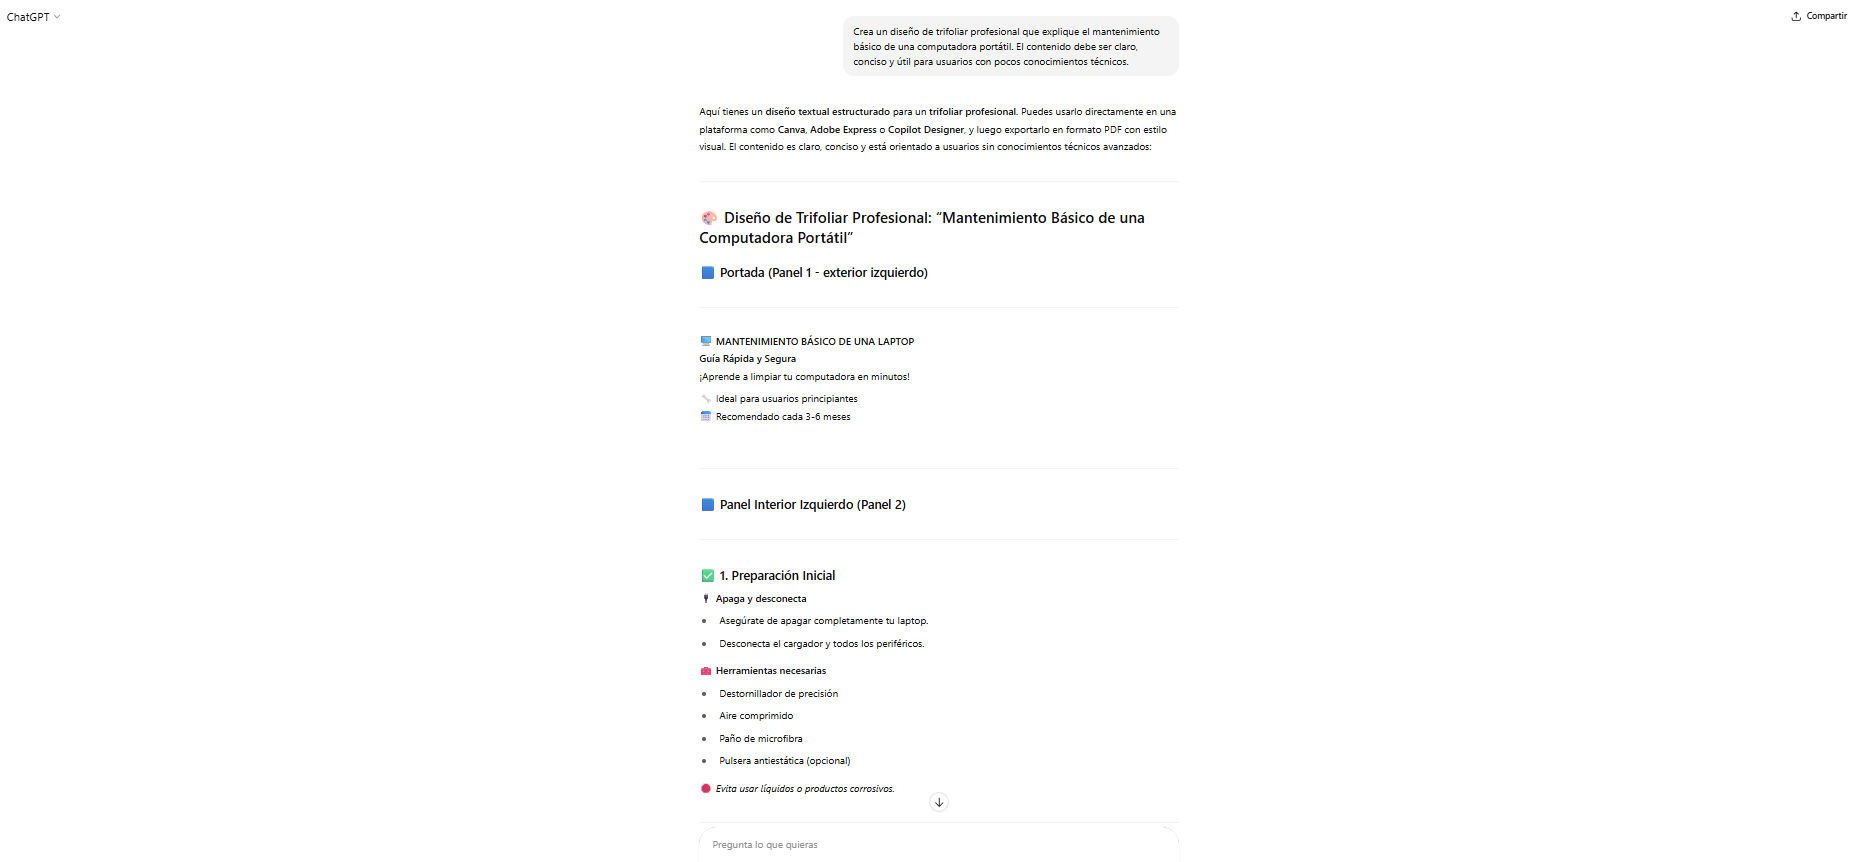 ChatGPT
Compartir
Crea un diseño de trifoliar profesional que explique el mantenimiento
básico de una computadora portátil. El contenido debe ser claro,
conciso y útil para usuarios con pocos conocimientos técnicos.
Aquí tienes un diseño textual estructurado para un trifoliar profesional. Puedes usarlo directamente en una
plataforma como Canva, Adobe Express o Copilot Designer, y luego exportarlo en formato PDF con estilo
visual. El contenido es claro, conciso y está orientado a usuarios sin conocimientos técnicos avanzados:
Diseño de Trifoliar Profesional: “Mantenimiento Básico de una
Computadora Portátil”
Portada (Panel 1 - exterior izquierdo)
MANTENIMIENTO BÁSICO DE UNA LAPTOP
Guía Rápida y Segura
¡Aprende a limpiar tu computadora en minutos!
Ideal para usuarios principiantes
Recomendado cada 3-6 meses
Panel Interior Izquierdo (Panel 2)
1. Preparación Inicial
Apaga y desconecta
Asegúrate de apagar completamente tu laptop.
Desconecta el cargador y todos los periféricos.
Herramientas necesarias
Destornillador de precisión
Aire comprimido
Paño de microfibra
Pulsera antiestática (opcional)
Evita usar líquidos o productos corrosivos.
Pregunta lo que quieras